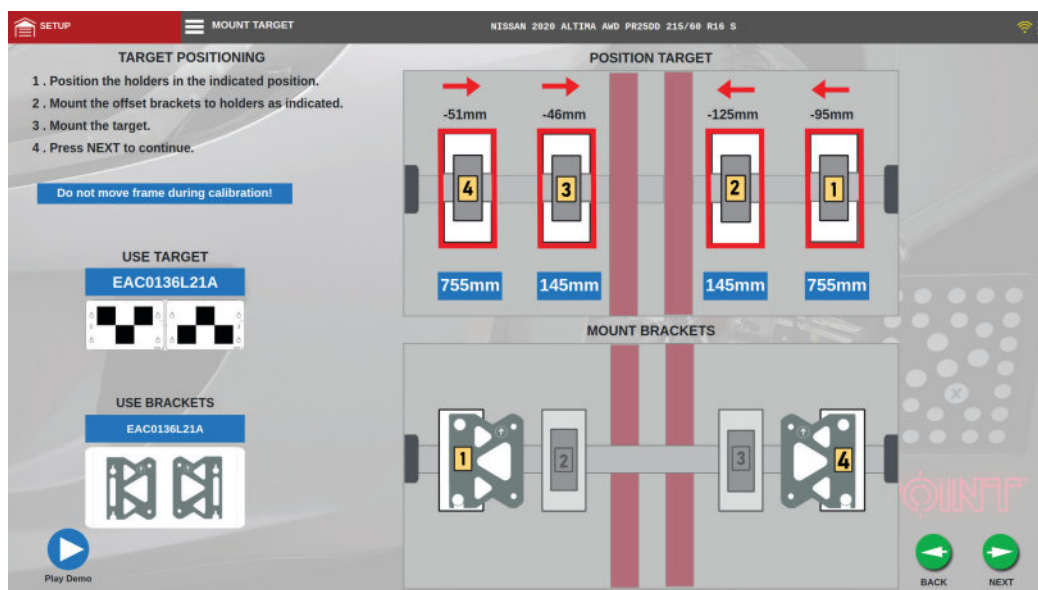 SETUP
MOUNT TARGET
NISSAN 2020 ALTIMA AWD PR25DD 215/60 R16 S
TARGET POSITIONING
1 . Position the holders in the indicated position.
2 . Mount the offset brackets to holders as indicated.
3 . Mount the target.
4 . Press NEXT to continue.
Do not move frame during calibration!
USE TARGET
EAC0136L21A
USE BRACKETS
EAC0136L21A
Play Demo
POSITION TARGET
-51mm -46mm -125mm -95mm
4 3 2 1
755mm 145mm 145mm 755mm
MOUNT BRACKETS
1 2 3 4
OINT
BACK NEXT